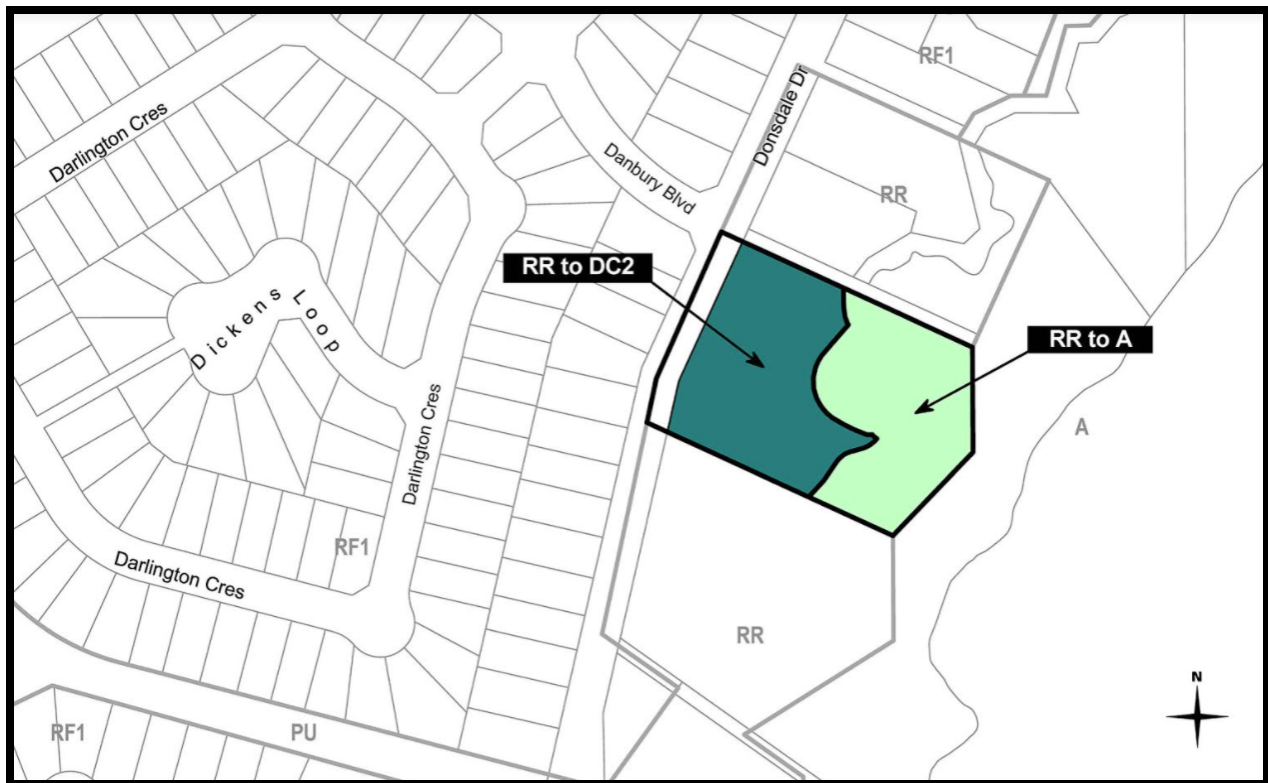 RF1
Donsdale Dr
Darlington Cres
Danbury Blvd
RR
RR to DC2
Dickens Loop
RR to A
A
Darlington Cres
RF1
Darlington Cres
RR
N
RF1
PU